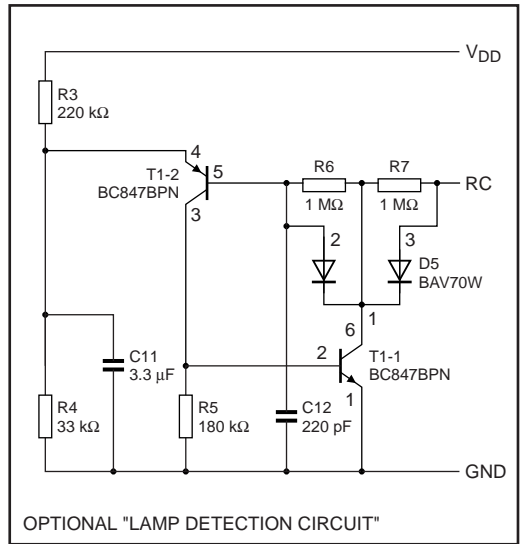 V_DD
R3
220 kΩ
4
T1-2
BC847BPN
5
3
R6
1 MΩ
R7
1 MΩ
RC
2
3
D5
BAV70W
1
6
C11
3.3 μF
2
T1-1
BC847BPN
1
R4
33 kΩ
R5
180 kΩ
C12
220 pF
GND
OPTIONAL "LAMP DETECTION CIRCUIT"